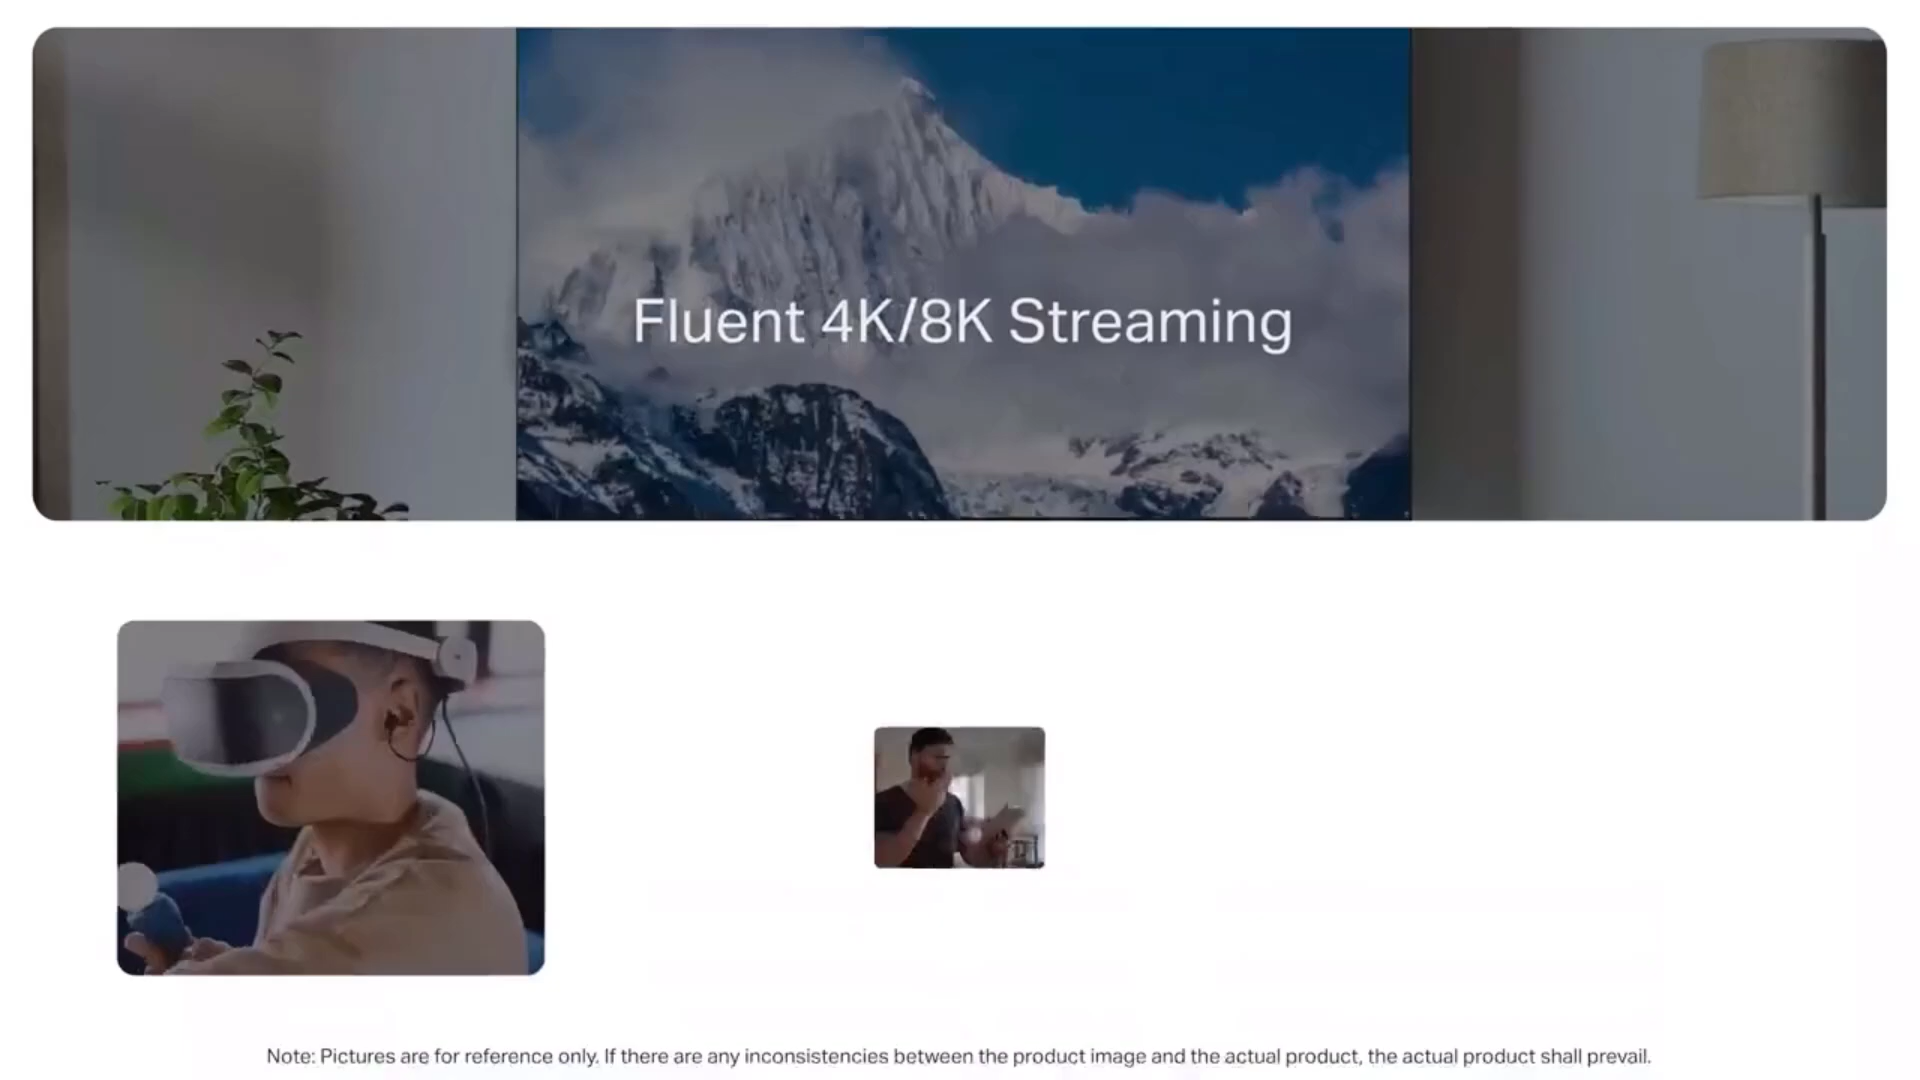 Fluent 4K/8K Streaming
Note: Pictures are for reference only. If there are any inconsistencies between the product image and the actual product, the actual product shall prevail.